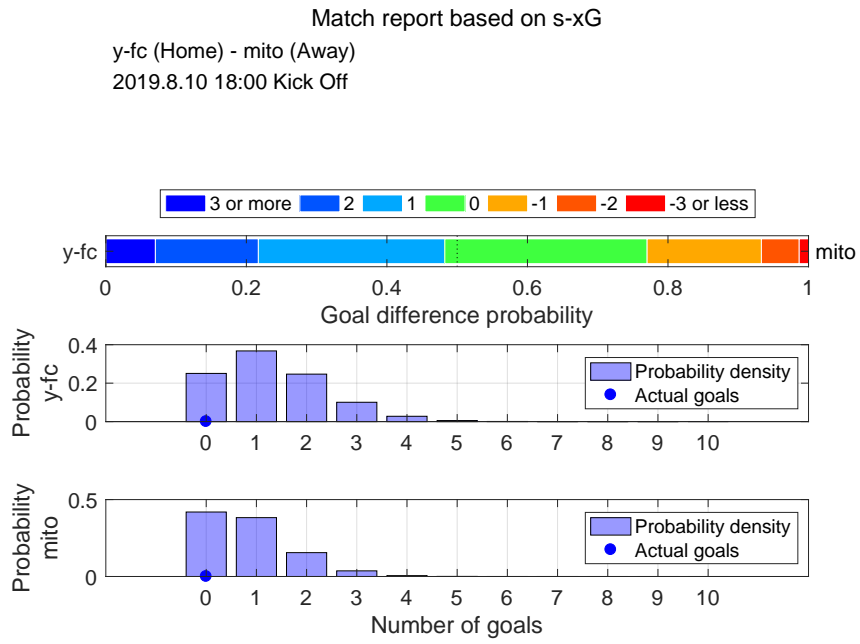 Match report based on s-xG
y-fc (Home) - mito (Away)
2019.8.10 18:00 Kick Off
3 or more 2 1 0 -1 -2 -3 or less
y-fc mito
0 0.2 0.4 0.6 0.8 1
Goal difference probability
Probability
y-fc
0.4
0.2
0
Probability density
Actual goals
0 1 2 3 4 5 6 7 8 9 10
Probability
mito
0.5
0
Probability density
Actual goals
0 1 2 3 4 5 6 7 8 9 10
Number of goals